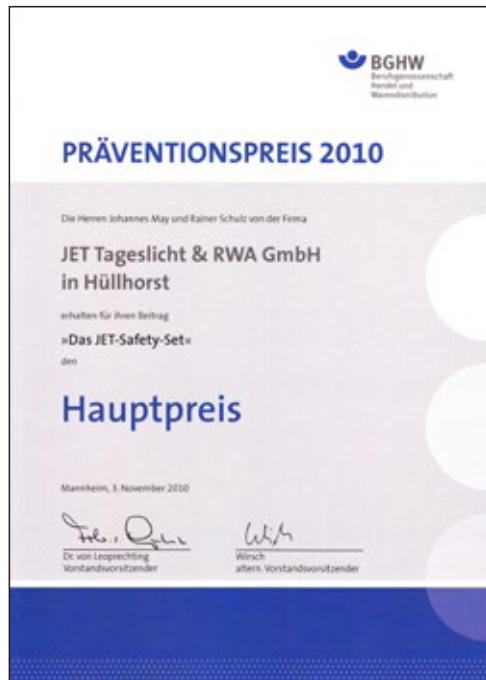 BGHW
Berufsgenossenschaft
Handel und
Warendistribution
PRÄVENTIONSPREIS 2010
Die Herren Johannes May und Rainer Schulz von der Firma
JET Tageslicht & RWA GmbH
in Hüllhorst
erhalten für ihren Beitrag
»Das JET-Safety-Set«
den
Hauptpreis
Mannheim, 3. November 2010
Dr. von Leoprechting
Vorstandsvorsitzender
Wirsch
altern. Vorstandsvorsitzender